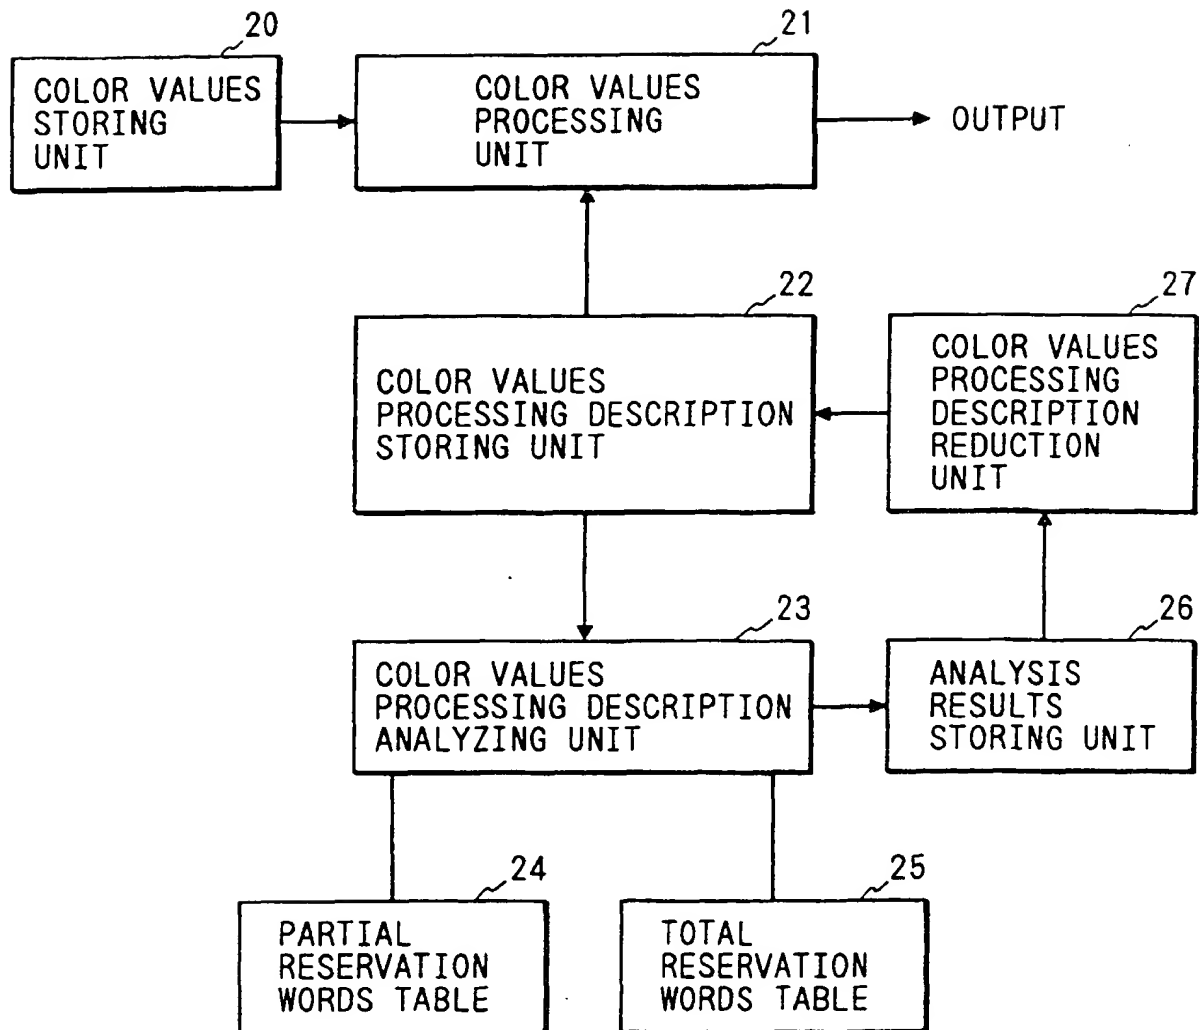 20
COLOR VALUES
STORING
UNIT
21
COLOR VALUES
PROCESSING
UNIT
OUTPUT
22
COLOR VALUES
PROCESSING DESCRIPTION
STORING UNIT
27
COLOR VALUES
PROCESSING
DESCRIPTION
REDUCTION
UNIT
23
COLOR VALUES
PROCESSING DESCRIPTION
ANALYZING UNIT
26
ANALYSIS
RESULTS
STORING UNIT
24
PARTIAL
RESERVATION
WORDS TABLE
25
TOTAL
RESERVATION
WORDS TABLE